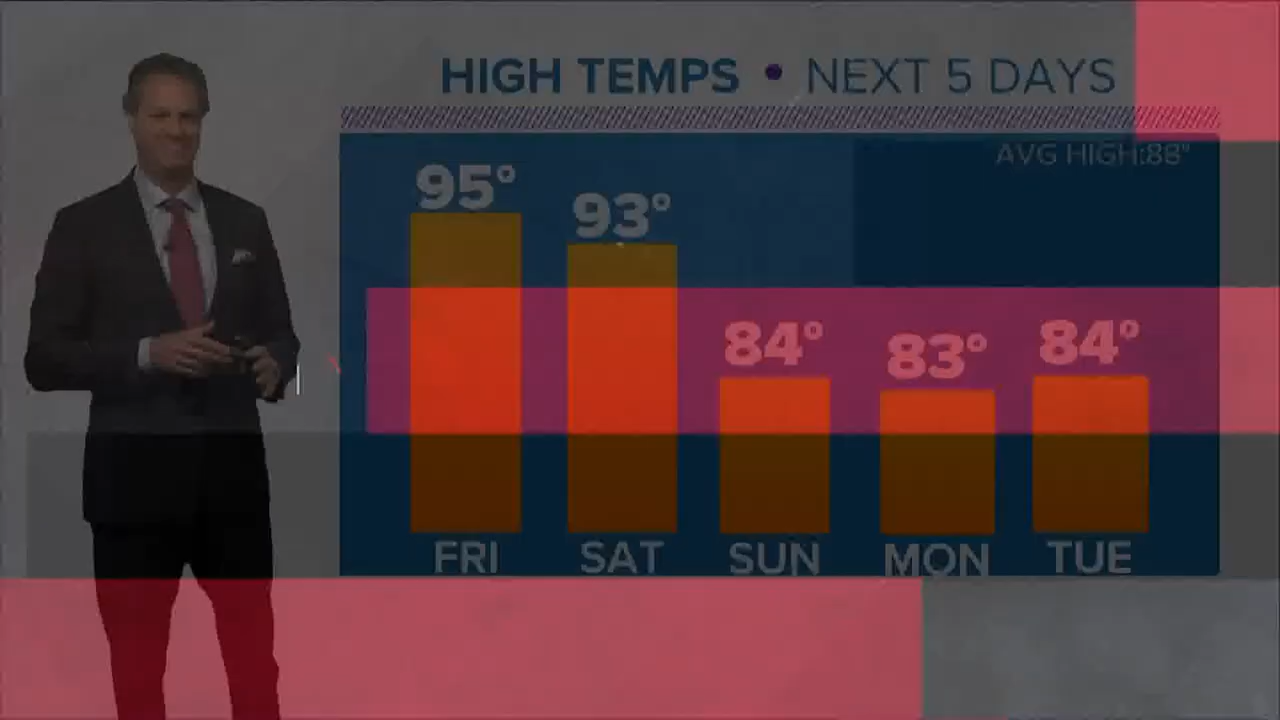 HIGH TEMPS • NEXT 5 DAYS
AVG HIGH:88°
95° 93° 84° 83° 84°
FRI SAT SUN MON TUE